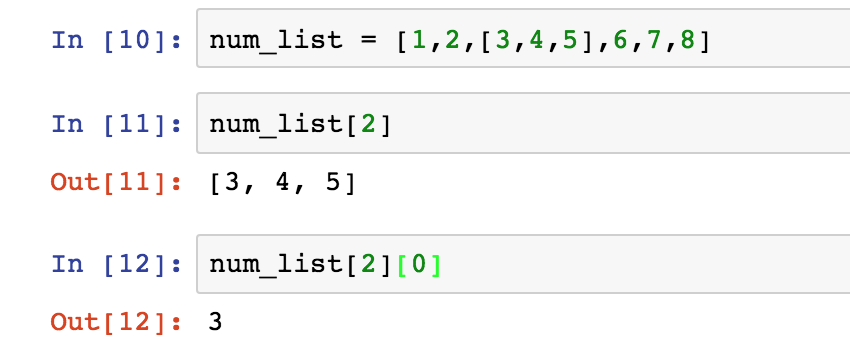 In [10]: num_list = [1,2,[3,4,5],6,7,8]
In [11]: num_list[2]
Out[11]: [3, 4, 5]
In [12]: num_list[2][0]
Out[12]: 3